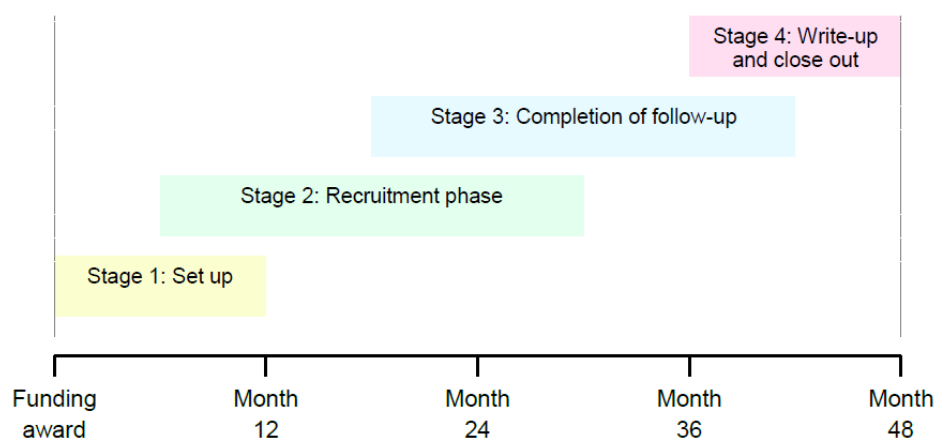 Stage 4: Write-up
and close out
Stage 3: Completion of follow-up
Stage 2: Recruitment phase
Stage 1: Set up
Funding
award
Month
12
Month
24
Month
36
Month
48